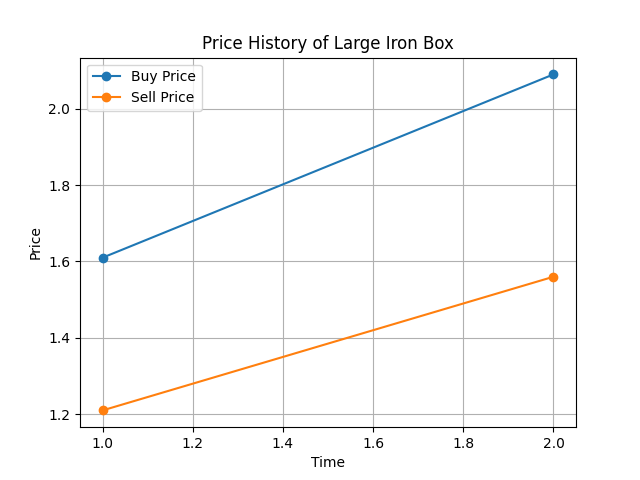 Price History of Large Iron Box
Buy Price
Sell Price
Price
2.0
1.8
1.6
1.4
1.2
1.0 1.2 1.4 1.6 1.8 2.0
Time